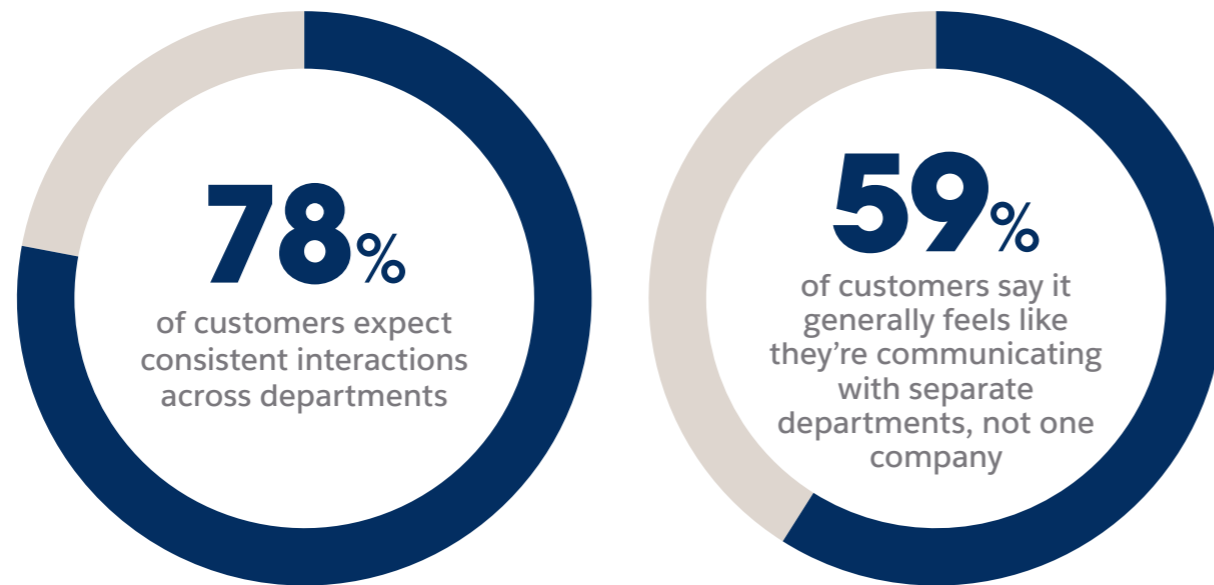 78%
of customers expect
consistent interactions
across departments
59%
of customers say it
generally feels like
they’re communicating
with separate
departments, not one
company